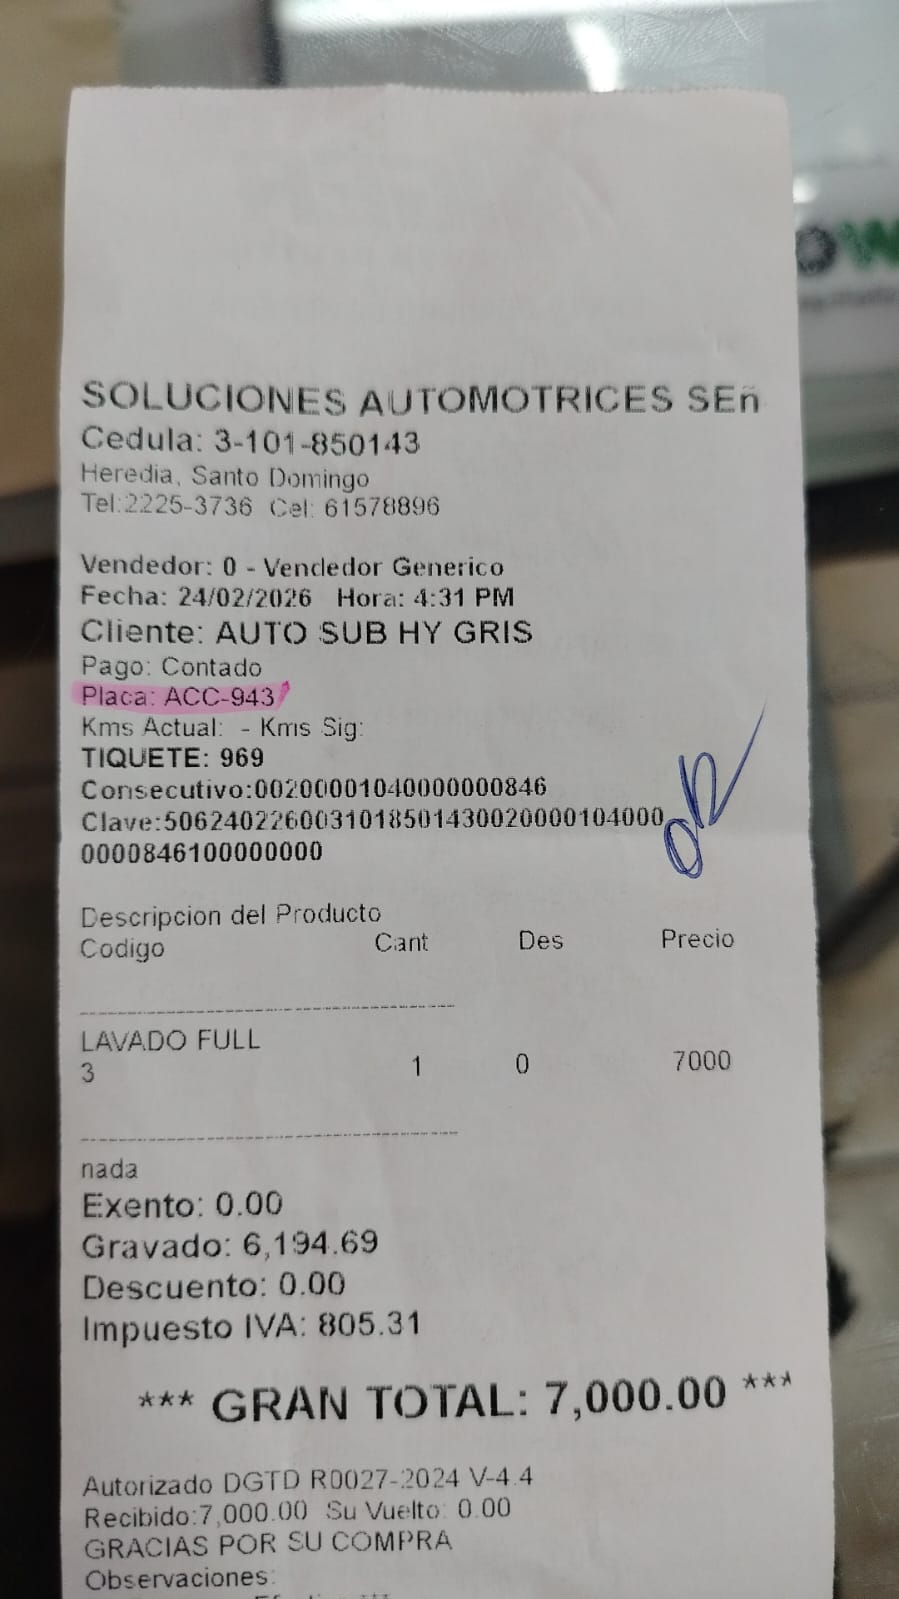 SOLUCIONES AUTOMOTRICES SEñ
Cedula: 3-101-850143
Heredia, Santo Domingo
Tel:2225-3736 Cel: 61578896
Vendedor: 0 - Vendedor Generico
Fecha: 24/02/2026 Hora: 4:31 PM
Cliente: AUTO SUB HY GRIS
Pago: Contado
Placa: ACC-943
Kms Actual: - Kms Sig:
TIQUETE: 969
Consecutivo:00200001040000000846
Clave:5062402260031018501430020000104000
0000846100000000
Descripcion del Producto
Codigo Cant Des Precio
LAVADO FULL
3 1 0 7000
nada
Exento: 0.00
Gravado: 6,194.69
Descuento: 0.00
Impuesto IVA: 805.31
*** GRAN TOTAL: 7,000.00 ***
Autorizado DGTD R0027-2024 V-4.4
Recibido:7,000.00 Su Vuelto: 0.00
GRACIAS POR SU COMPRA
Observaciones: